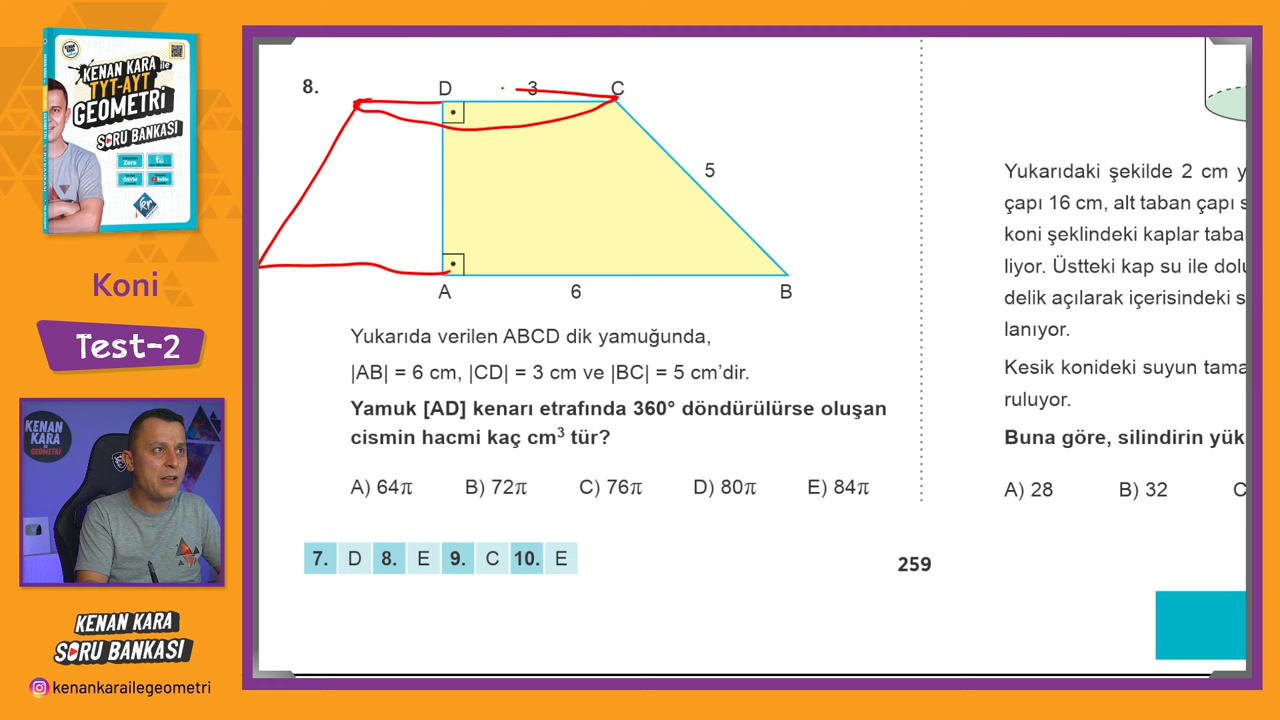 KENAN KARA ile
TYT-AYT
GEOMETRİ
SORU BANKASI
Koni
Test-2
KENAN
KARA
GEOMETRİ
KENAN KARA
SORU BANKASI
kenankarailegeometri
8.
D 3 C
5
A 6 B
Yukarıda verilen ABCD dik yamuğunda,
|AB| = 6 cm, |CD| = 3 cm ve |BC| = 5 cm’dir.
Yamuk [AD] kenarı etrafında 360° döndürülürse oluşan
cismin hacmi kaç cm³ tür?
A) 64π B) 72π C) 76π D) 80π E) 84π
7. D 8. E 9. C 10. E
259
Yukarıdaki şekilde 2 cm y
çapı 16 cm, alt taban çapı s
koni şeklindeki kaplar taba
liyor. Üstteki kap su ile dolu
delik açılarak içerisindeki s
lanıyor.
Kesik konideki suyun tama
ruluyor.
Buna göre, silindirin yük
A) 28 B) 32 C